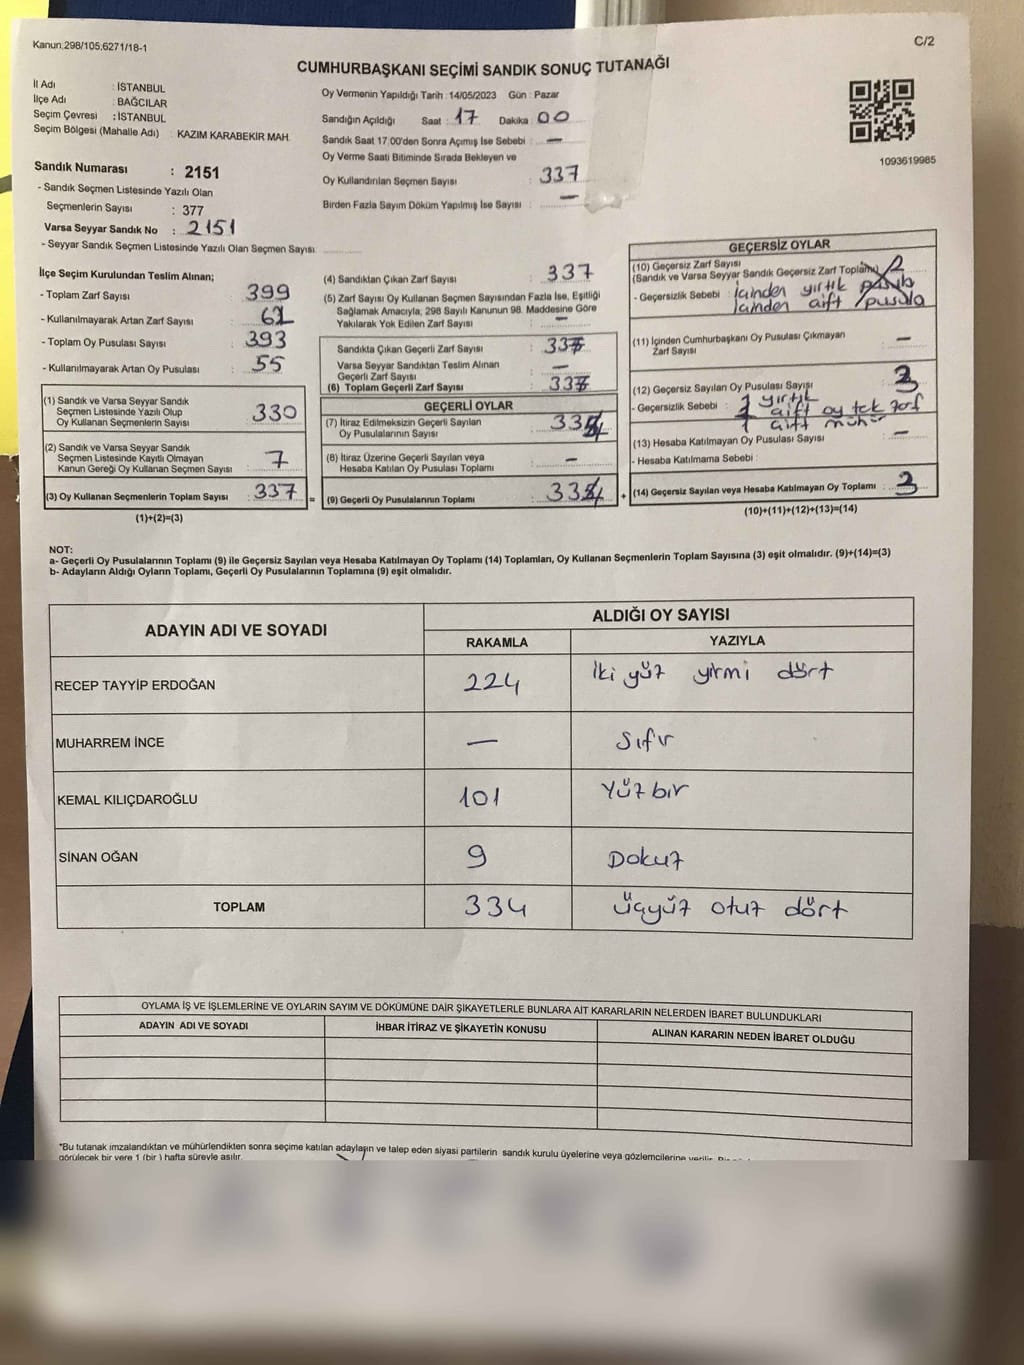 Kanun;298/105,6271/18-1
C/2
CUMHURBAŞKANI SEÇİMİ SANDIK SONUÇ TUTANAĞI
İl Adı : İSTANBUL
İlçe Adı : BAĞCILAR
Seçim Çevresi : İSTANBUL
Seçim Bölgesi (Mahalle Adı) : KAZIM KARABEKİR MAH.
Sandık Numarası : 2151
- Sandık Seçmen Listesinde Yazılı Olan
Seçmenlerin Sayısı : 377
Varsa Seyyar Sandık No : 2151
- Seyyar Sandık Seçmen Listesinde Yazılı Olan Seçmen Sayısı:
Oy Vermenin Yapıldığı Tarih : 14/05/2023 Gün : Pazar
Sandığın Açıldığı Saat : 17 Dakika : 00
Sandık Saat 17:00'den Sonra Açımış İse Sebebi : —
Oy Verme Saati Bitiminde Sırada Bekleyen ve
Oy Kullandırılan Seçmen Sayısı : 337
Birden Fazla Sayım Döküm Yapılmış İse Sayısı : —
1093619985
İlçe Seçim Kurulundan Teslim Alınan;
- Toplam Zarf Sayısı : 399
- Kullanılmayarak Artan Zarf Sayısı :
- Toplam Oy Pusulası Sayısı : 393
- Kullanılmayarak Artan Oy Pusulası : 55
(1) Sandık ve Varsa Seyyar Sandık
Seçmen Listesinde Yazılı Olup
Oy Kullanan Seçmenlerin Sayısı : 330
(2) Sandık ve Varsa Seyyar Sandık
Seçmen Listesinde Kayıtlı Olmayan
Kanun Gereği Oy Kullanan Seçmen Sayısı : 7
(3) Oy Kullanan Seçmenlerin Toplam Sayısı : 337 =
(1)+(2)=(3)
(4) Sandıktan Çıkan Zarf Sayısı : 337
(5) Zarf Sayısı Oy Kullanan Seçmen Sayısından Fazla İse, Eşitliği
Sağlamak Amacıyla, 298 Sayılı Kanunun 98. Maddesine Göre
Yakılarak Yok Edilen Zarf Sayısı : —
Sandıkta Çıkan Geçerli Zarf Sayısı :
Varsa Seyyar Sandıktan Teslim Alınan
Geçerli Zarf Sayısı : —
(6) Toplam Geçerli Zarf Sayısı :
GEÇERLİ OYLAR
(7) İtiraz Edilmeksizin Geçerli Sayılan
Oy Pusulalarının Sayısı :
(8) İtiraz Üzerine Geçerli Sayılan veya
Hesaba Katılan Oy Pusulası Toplamı : —
(9) Geçerli Oy Pusulalarının Toplamı : +
GEÇERSİZ OYLAR
(10) Geçersiz Zarf Sayısı
(Sandık ve Varsa Seyyar Sandık Geçersiz Zarf Toplamı)
- Geçersizlik Sebebi : içinden yırtık pusula
içinden çift pusula
(11) İçinden Cumhurbaşkanı Oy Pusulası Çıkmayan
Zarf Sayısı : —
(12) Geçersiz Sayılan Oy Pusulası Sayısı : 3
- Geçersizlik Sebebi : 1 yırtık
1 çift oy tek zarf
1 çift mühür
(13) Hesaba Katılmayan Oy Pusulası Sayısı : —
- Hesaba Katılmama Sebebi :
(14) Geçersiz Sayılan veya Hesaba Katılmayan Oy Toplamı : 3
(10)+(11)+(12)+(13)=(14)
NOT:
a- Geçerli Oy Pusulalarının Toplamı (9) ile Geçersiz Sayılan veya Hesaba Katılmayan Oy Toplamı (14) Toplamları, Oy Kullanan Seçmenlerin Toplam Sayısına (3) eşit olmalıdır. (9)+(14)=(3)
b- Adayların Aldığı Oyların Toplamı, Geçerli Oy Pusulalarının Toplamına (9) eşit olmalıdır.
ADAYIN ADI VE SOYADI
ALDIĞI OY SAYISI
RAKAMLA YAZIYLA
RECEP TAYYİP ERDOĞAN 224 İki yüz yirmi dört
MUHARREM İNCE — Sıfır
KEMAL KILIÇDAROĞLU 101 Yüz bir
SİNAN OĞAN 9 Dokuz
TOPLAM 334 Üçyüz otuz dört
OYLAMA İŞ VE İŞLEMLERİNE VE OYLARIN SAYIM VE DÖKÜMÜNE DAİR ŞİKAYETLERLE BUNLARA AİT KARARLARIN NELERDEN İBARET BULUNDUKLARI
ADAYIN ADI VE SOYADI İHBAR İTİRAZ VE ŞİKAYETİN KONUSU ALINAN KARARIN NEDEN İBARET OLDUĞU
*Bu tutanak imzalandıktan ve mühürlendikten sonra seçime katılan adayların ve talep eden siyasi partilerin sandık kurulu üyelerine veya gözlemcilerine verilir.
görülecek bir yere 1 (bir) hafta süreyle asılır.